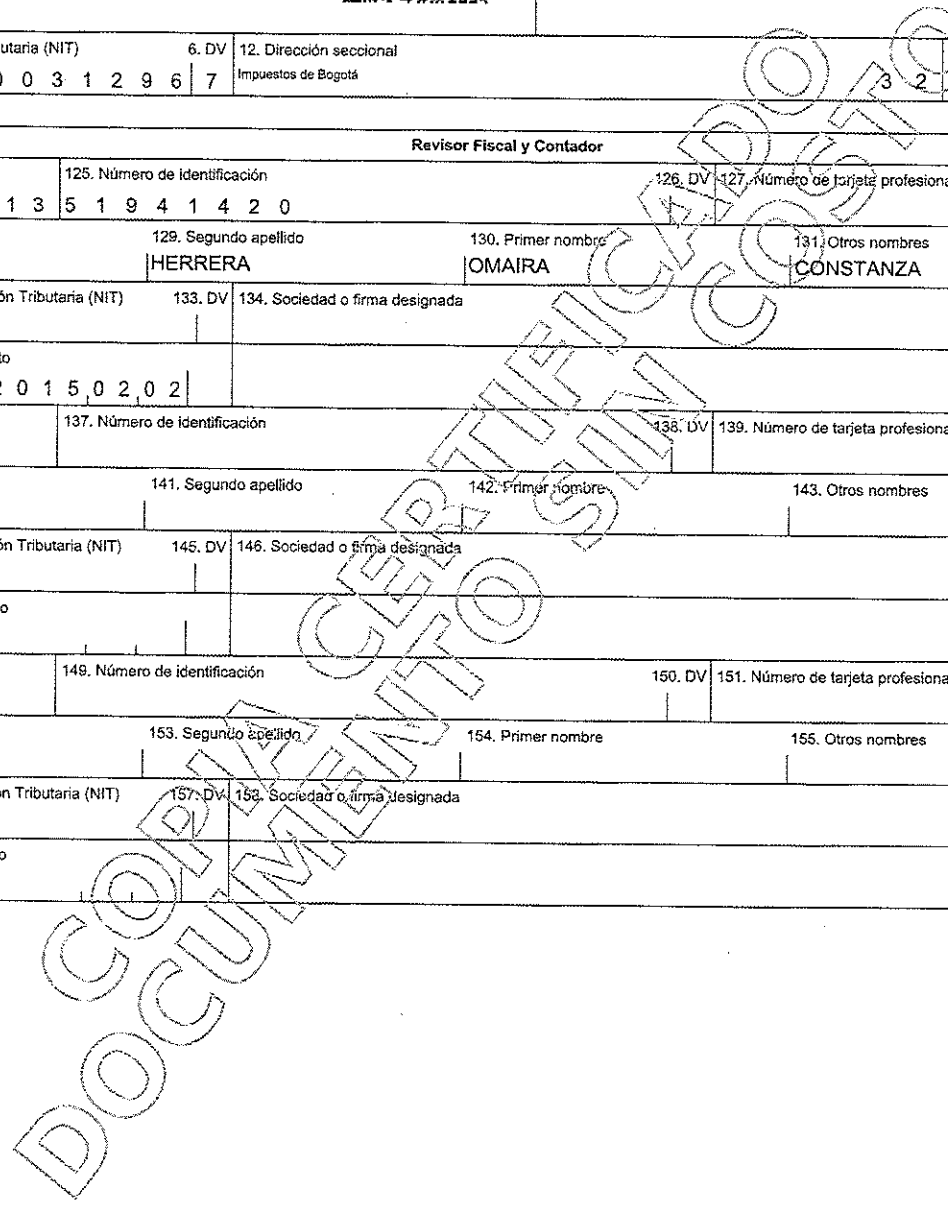 utaria (NIT) 6. DV 12. Dirección seccional
0 0 3 1 2 9 6 7 Impuestos de Bogotá 3 2
Revisor Fiscal y Contador
125. Número de identificación 126. DV 127. Número de tarjeta profesiona
1 3 5 1 9 4 1 4 2 0
129. Segundo apellido 130. Primer nombre 131. Otros nombres
HERRERA OMAIRA CONSTANZA
ón Tributaria (NIT) 133. DV 134. Sociedad o firma designada
to
2 0 1 5 0 2 0 2
137. Número de identificación 138. DV 139. Número de tarjeta profesiona
141. Segundo apellido 142. Primer nombre 143. Otros nombres
ón Tributaria (NIT) 145. DV 146. Sociedad o firma designada
o
149. Número de identificación 150. DV 151. Número de tarjeta profesiona
153. Segundo apellido 154. Primer nombre 155. Otros nombres
ón Tributaria (NIT) 157. DV 158. Sociedad o firma designada
o
COPIA CERTIFICADO
DOCUMENTO SIN COSTO